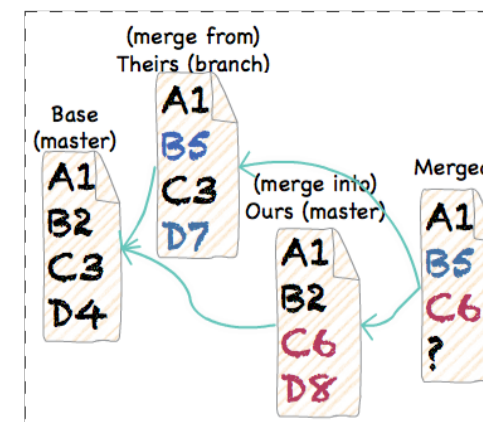 (merge from)
Theirs (branch)
A1
B5
C3
D7
Base
(master)
A1
B2
C3
D4
(merge into)
Ours (master)
A1
B2
C6
D8
Merged
A1
B5
C6
?